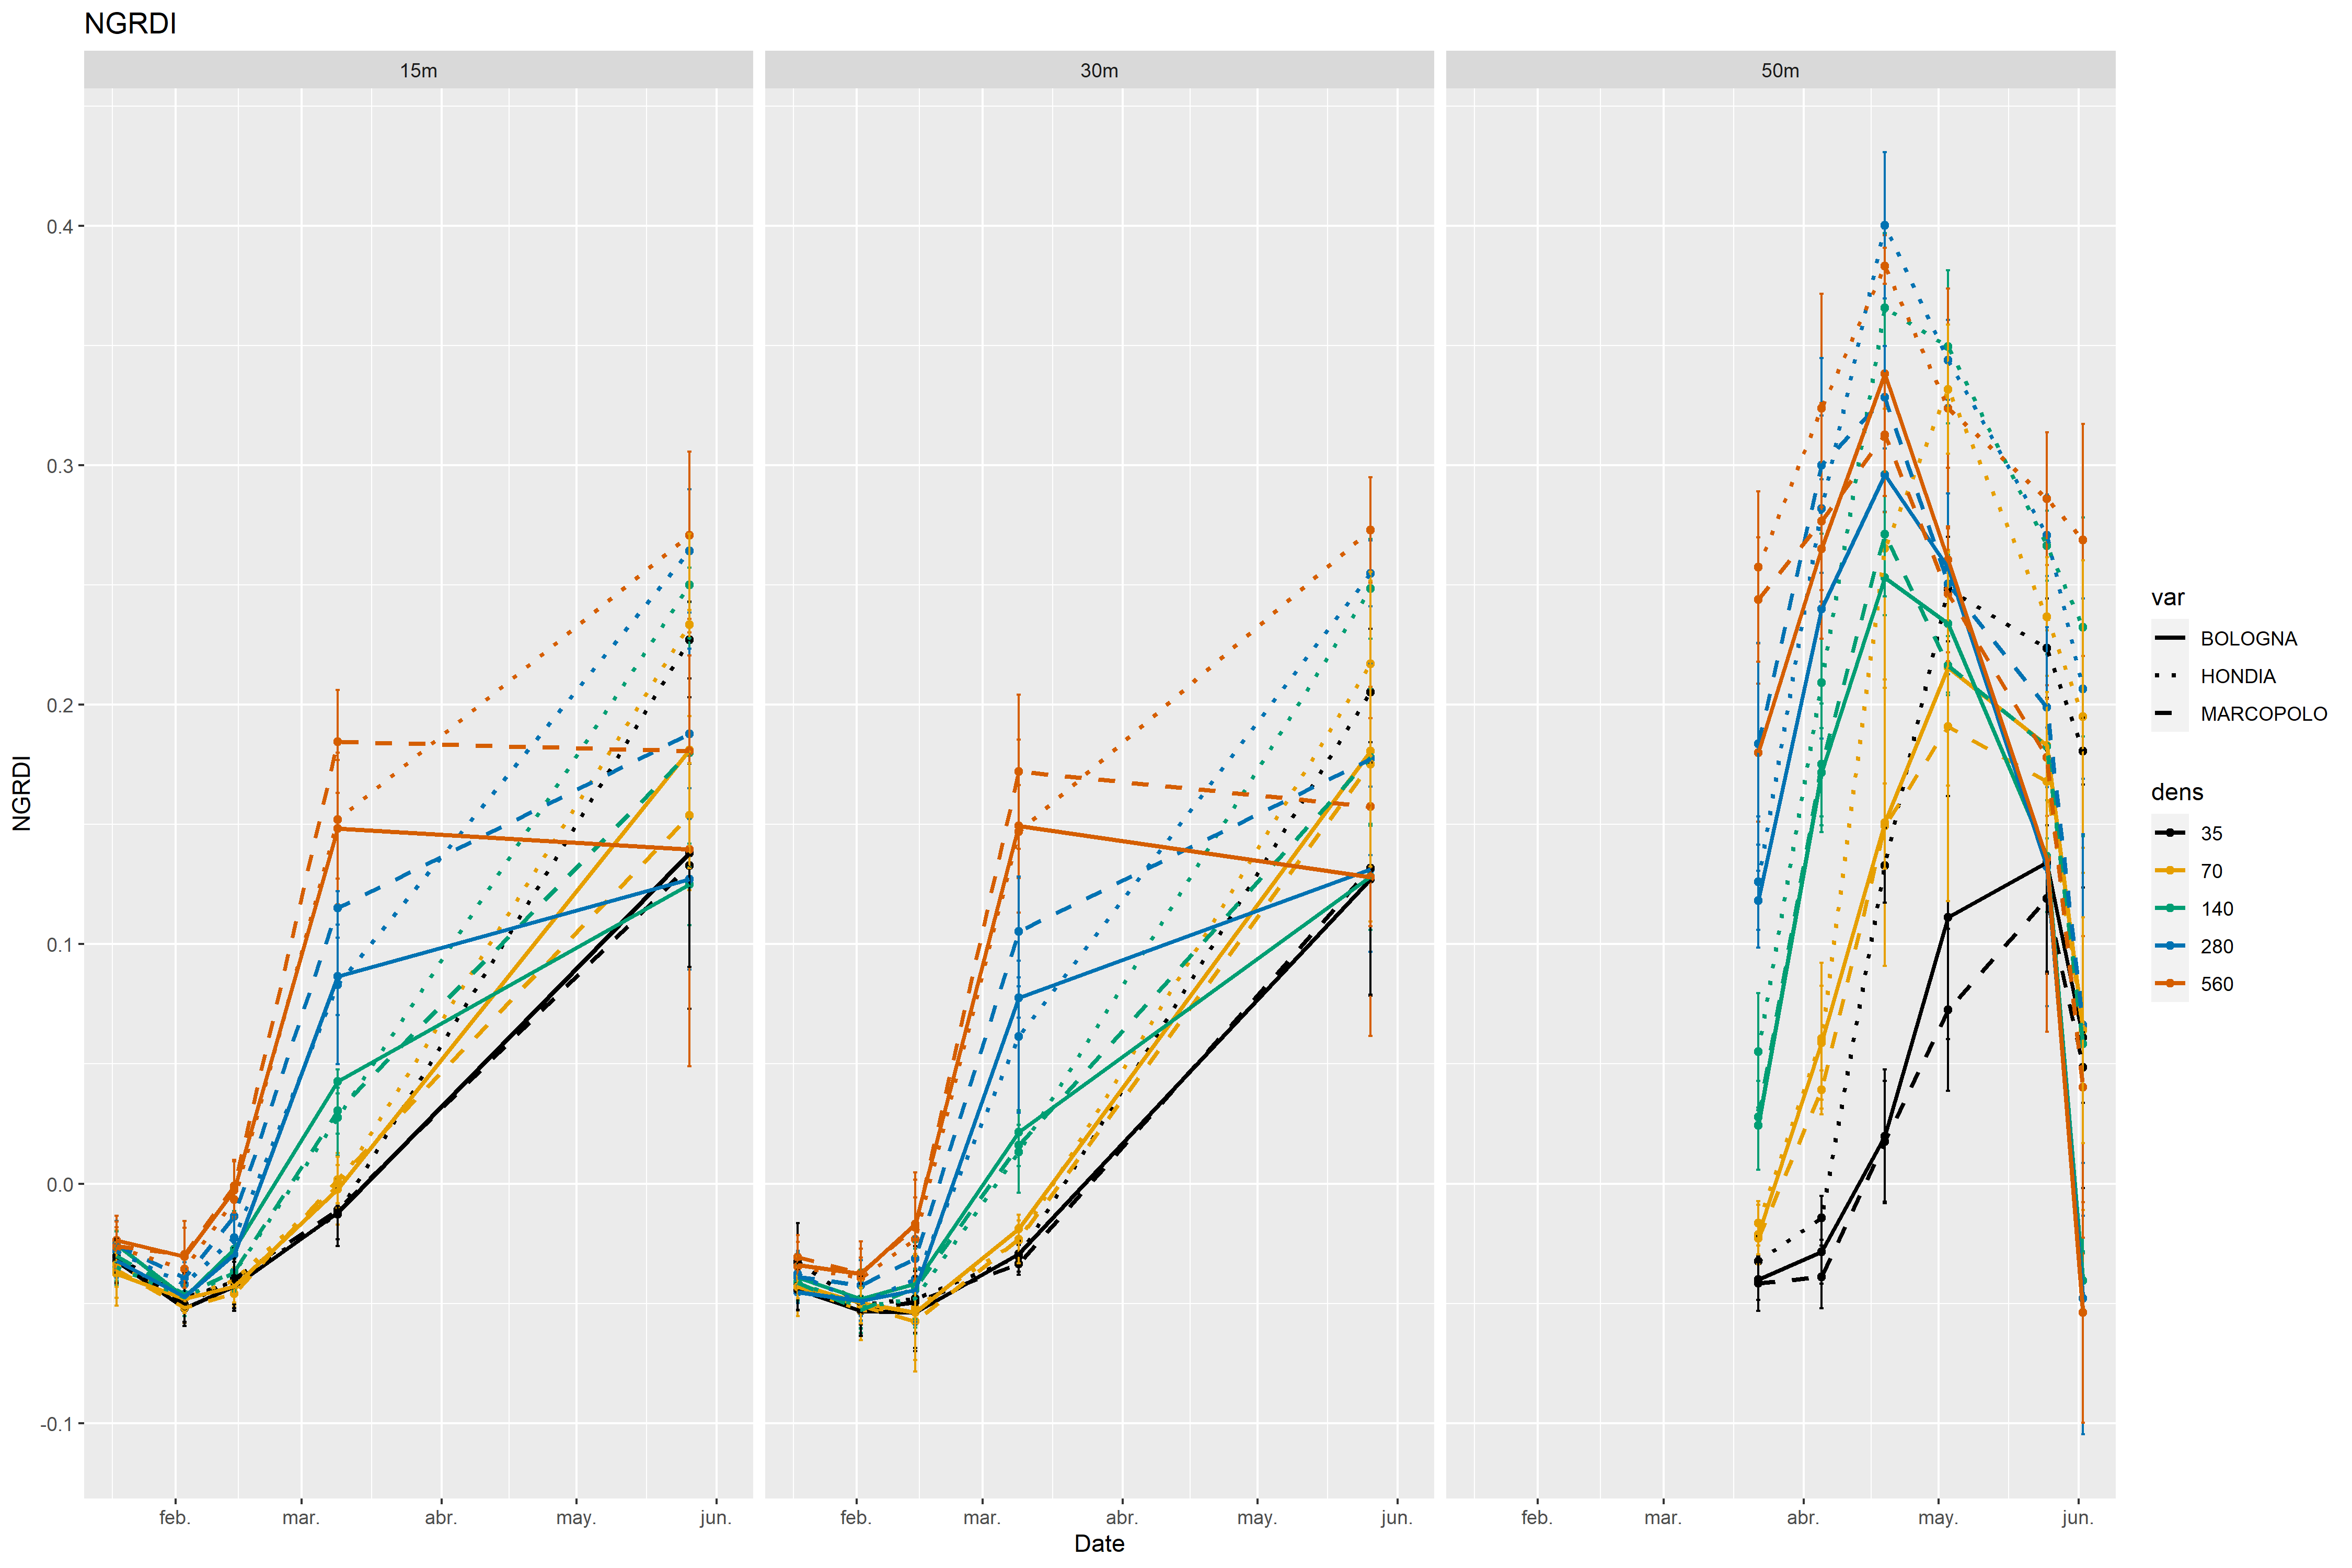 NGRDI
15m 30m 50m
NGRDI
0.4
0.3
0.2
0.1
0.0
-0.1
feb. mar. abr. may. jun. feb. mar. abr. may. jun. feb. mar. abr. may. jun.
Date
var
BOLOGNA
HONDIA
MARCOPOLO
dens
35
70
140
280
560